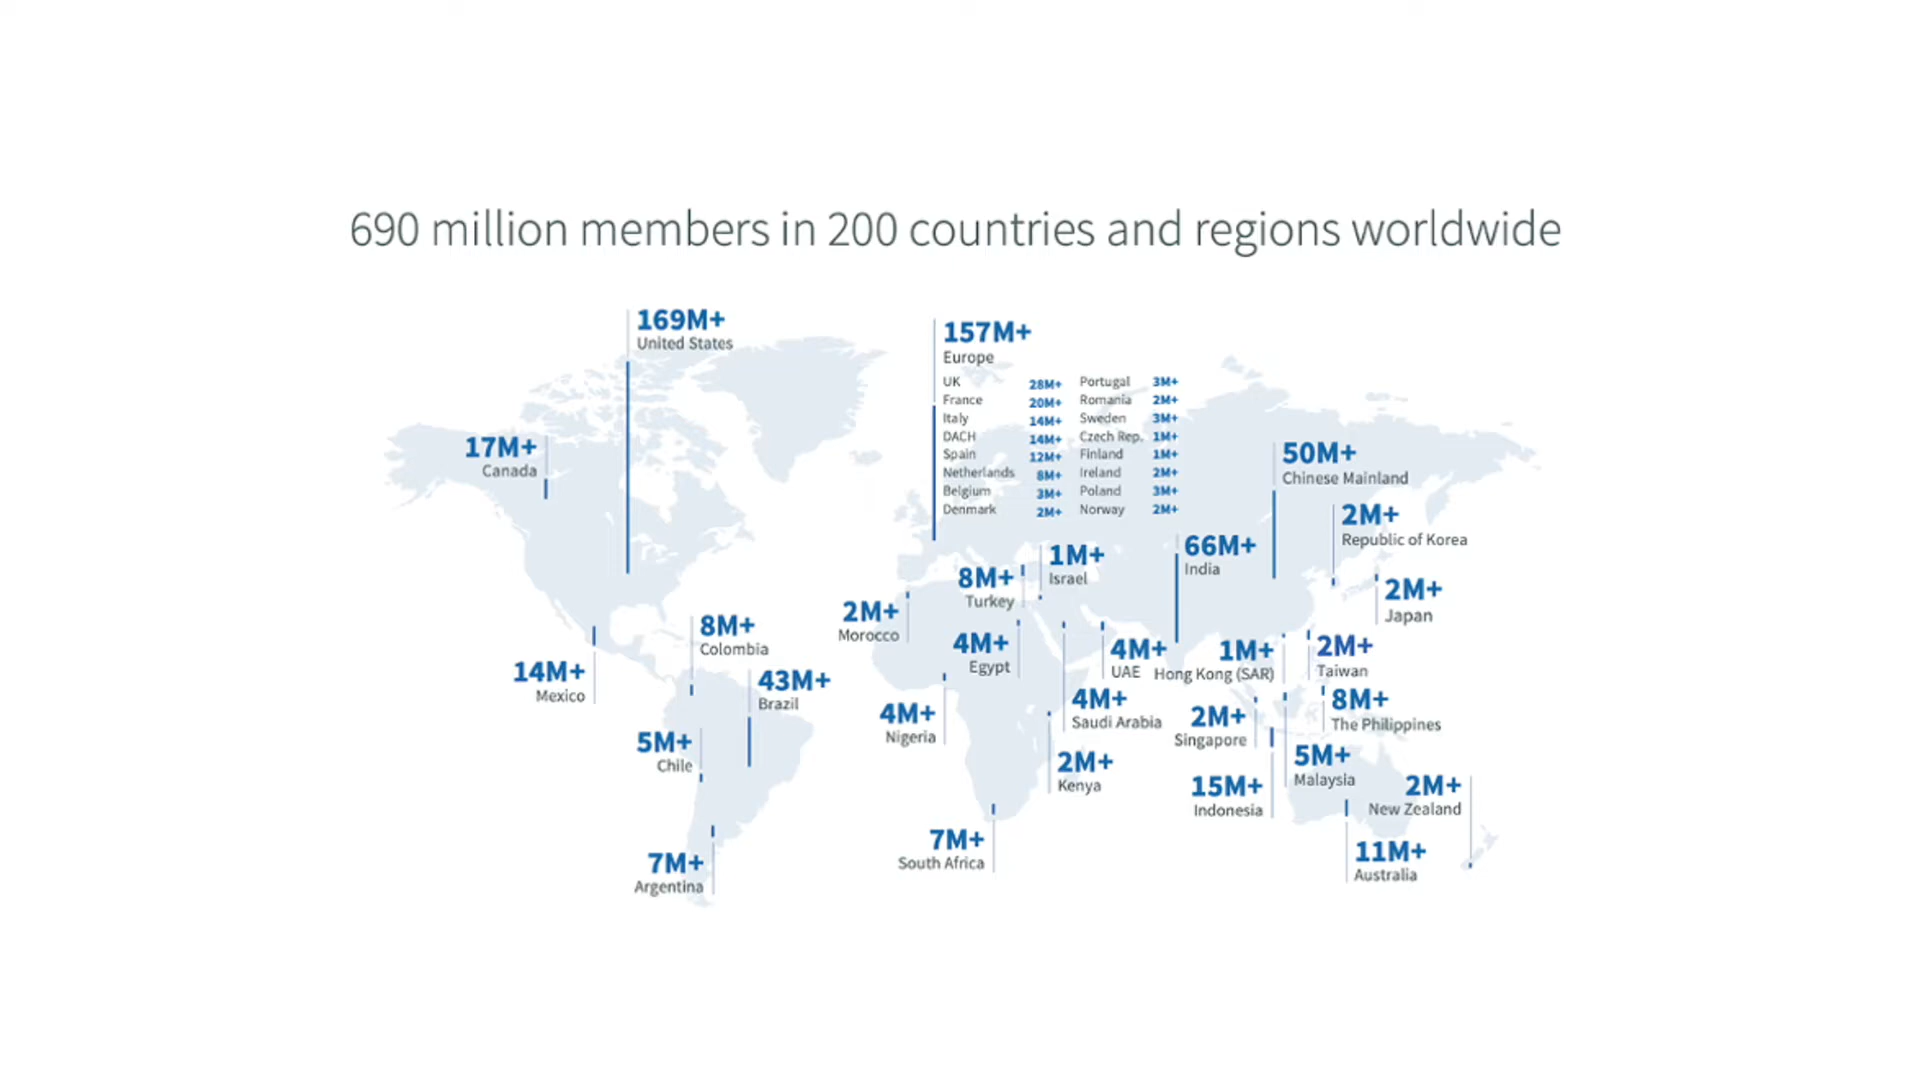 690 million members in 200 countries and regions worldwide
169M+
United States
157M+
Europe
UK 28M+ Portugal 3M+
France 20M+ Romania 2M+
Italy 14M+ Sweden 3M+
DACH 14M+ Czech Rep. 1M+
Spain 12M+ Finland 1M+
Netherlands 8M+ Ireland 2M+
Belgium 3M+ Poland 3M+
Denmark 2M+ Norway 2M+
17M+
Canada
50M+
Chinese Mainland
2M+
Republic of Korea
66M+
India
1M+
Israel
8M+
Turkey
2M+
Japan
2M+
Morocco
8M+
Colombia
4M+
Egypt
4M+
UAE
1M+
Hong Kong (SAR)
2M+
Taiwan
14M+
Mexico
43M+
Brazil
4M+
Saudi Arabia
8M+
The Philippines
4M+
Nigeria
2M+
Singapore
5M+
Chile
5M+
Malaysia
2M+
Kenya
15M+
Indonesia
2M+
New Zealand
7M+
South Africa
11M+
Australia
7M+
Argentina